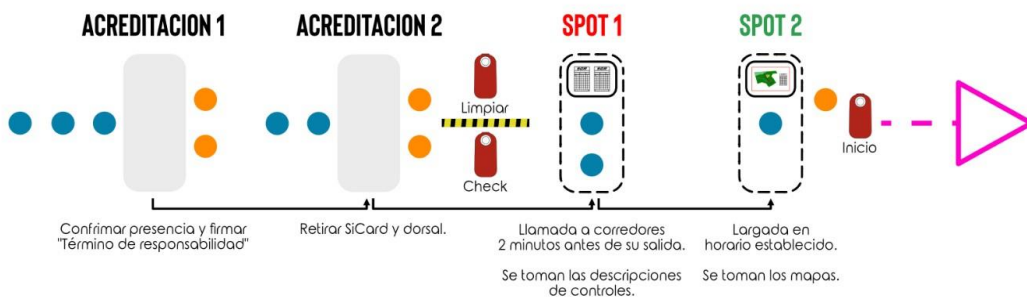 ACREDITACION 1
ACREDITACION 2
SPOT 1
SPOT 2
Limpiar
Check
Inicio
Confrimar presencia y firmar
"Término de responsabilidad"
Retirar SiCard y dorsal.
Llamada a corredores
2 minutos antes de su salida.
Se toman las descripciones
de controles.
Largada en
horario establecido.
Se toman los mapas.